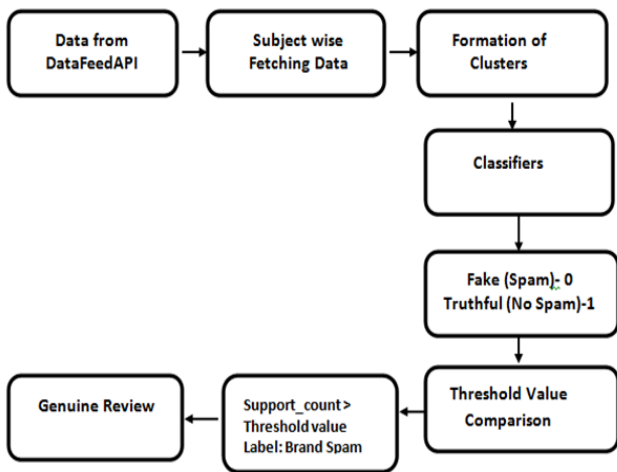 Data from
DataFeedAPI
Subject wise
Fetching Data
Formation of
Clusters
Classifiers
Fake (Spam)- 0
Truthful (No Spam)-1
Threshold Value
Comparison
Support_count >
Threshold value
Label: Brand Spam
Genuine Review